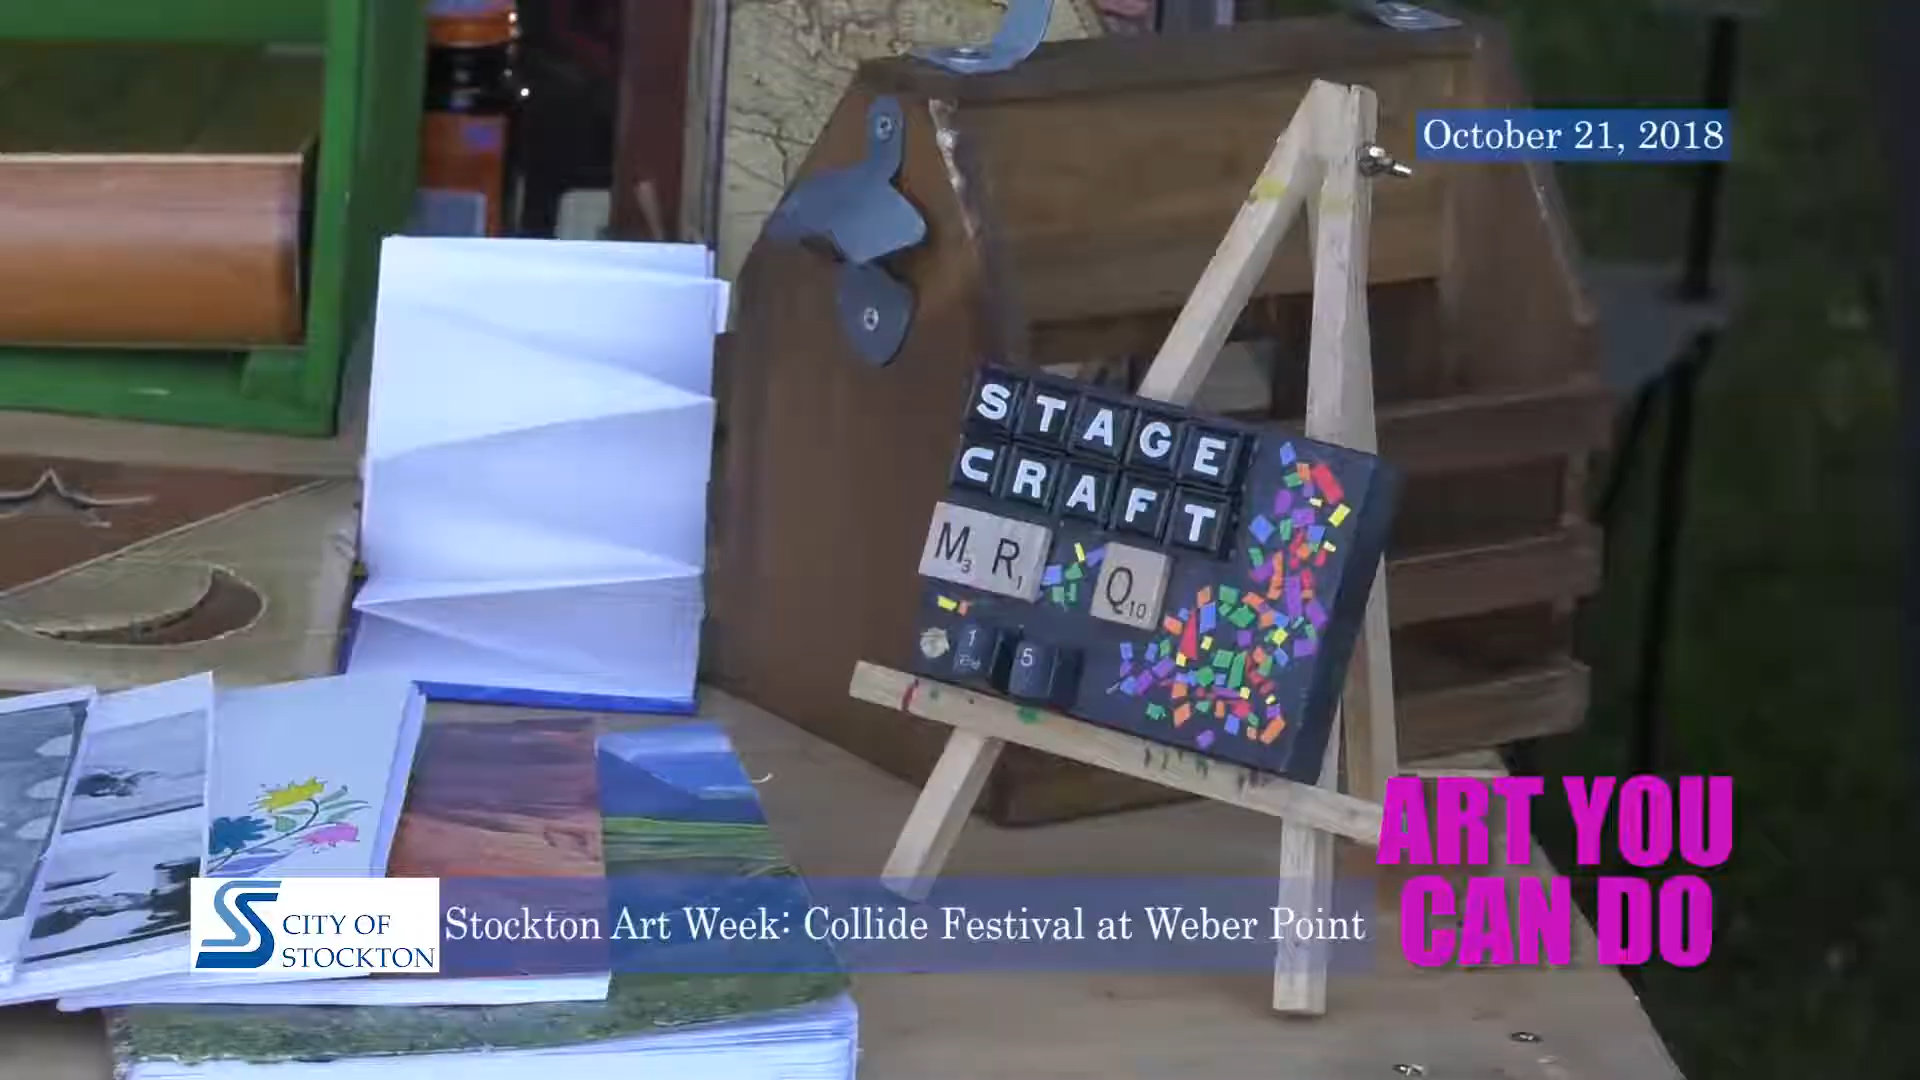 October 21, 2018
STAGE
CRAFT
M3 R1 Q10
1 5
ART YOU
CAN DO
CITY OF
STOCKTON
Stockton Art Week: Collide Festival at Weber Point